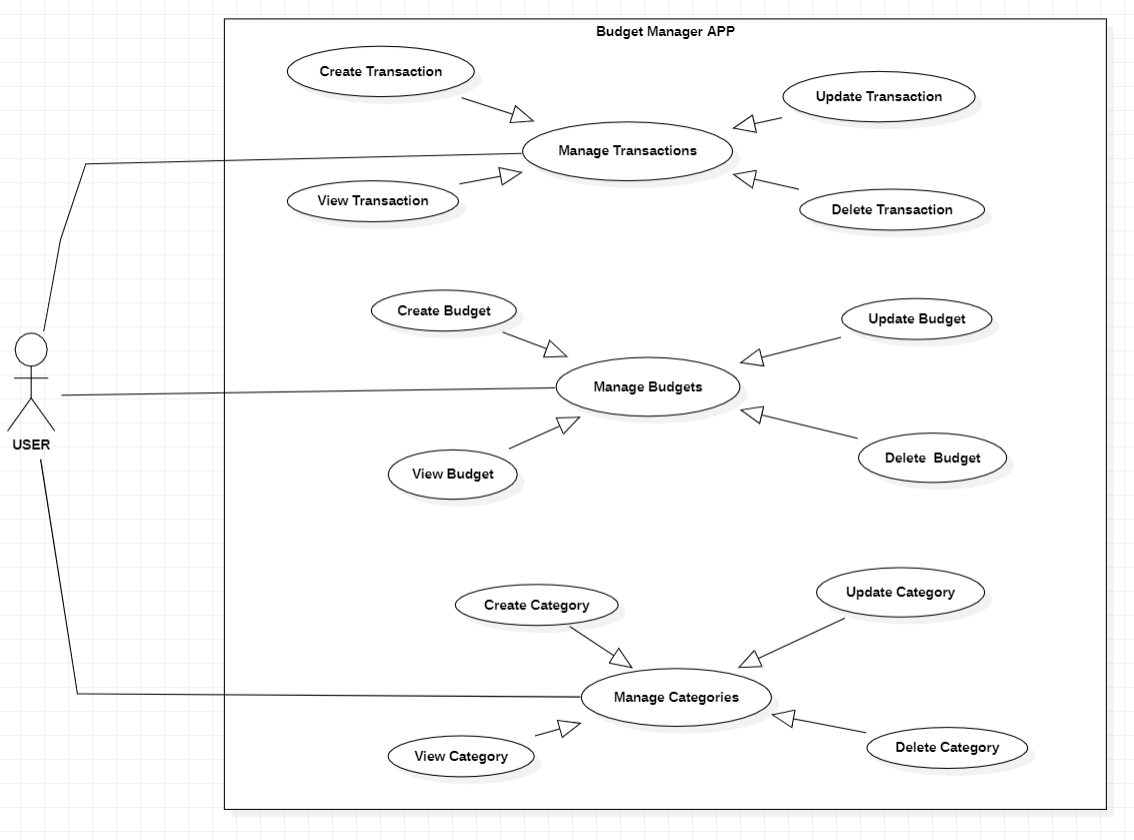 Budget Manager APP
Create Transaction
Update Transaction
Manage Transactions
View Transaction
Delete Transaction
Create Budget
Update Budget
Manage Budgets
USER
Delete  Budget
View Budget
Update Category
Create Category
Manage Categories
Delete Category
View Category